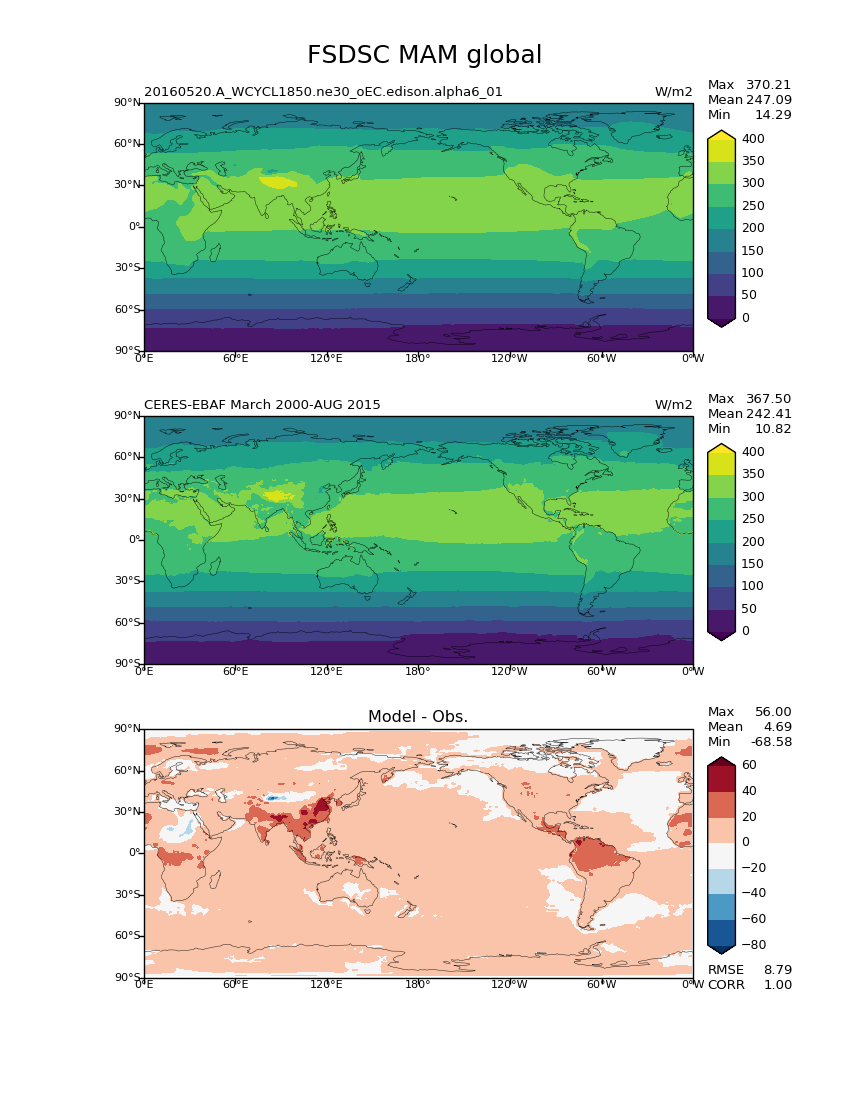 FSDSC MAM global
20160520.A_WCYCL1850.ne30_oEC.edison.alpha6_01 W/m2
Max 370.21
Mean 247.09
Min 14.29
90°N
60°N
30°N
0°
30°S
60°S
90°S
0°E 60°E 120°E 180° 120°W 60°W 0°W
400
350
300
250
200
150
100
50
0
CERES-EBAF March 2000-AUG 2015 W/m2
Max 367.50
Mean 242.41
Min 10.82
90°N
60°N
30°N
0°
30°S
60°S
90°S
0°E 60°E 120°E 180° 120°W 60°W 0°W
400
350
300
250
200
150
100
50
0
Model - Obs.
Max 56.00
Mean 4.69
Min -68.58
90°N
60°N
30°N
0°
30°S
60°S
90°S
0°E 60°E 120°E 180° 120°W 60°W 0°W
60
40
20
0
−20
−40
−60
−80
RMSE 8.79
CORR 1.00